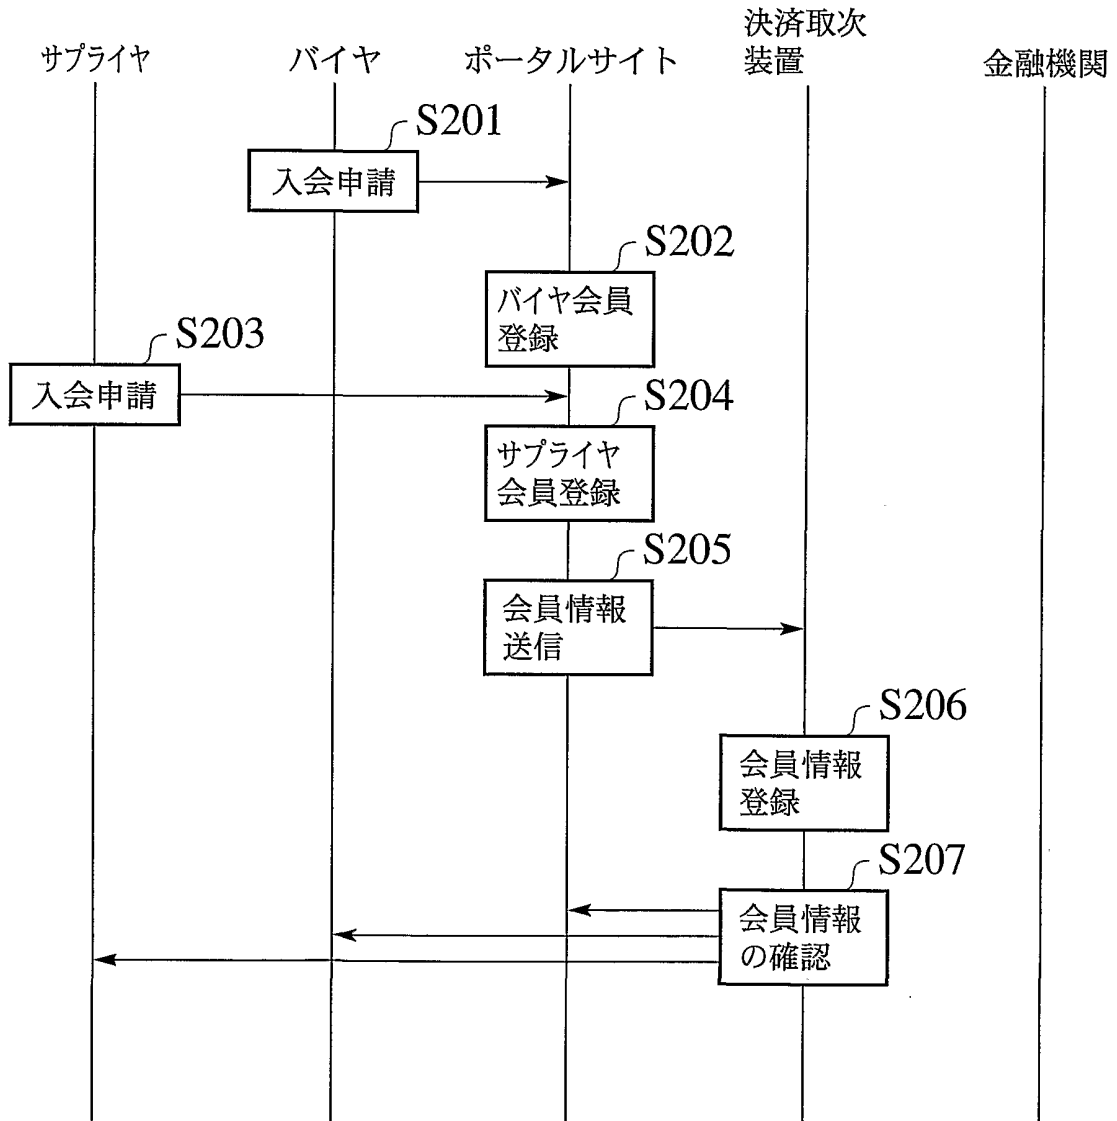 サプライヤ
バイヤ
ポータルサイト
決済取次
装置
金融機関
S201
入会申請
S202
バイヤ会員
登録
S203
入会申請
S204
サプライヤ
会員登録
S205
会員情報
送信
S206
会員情報
登録
S207
会員情報
の確認